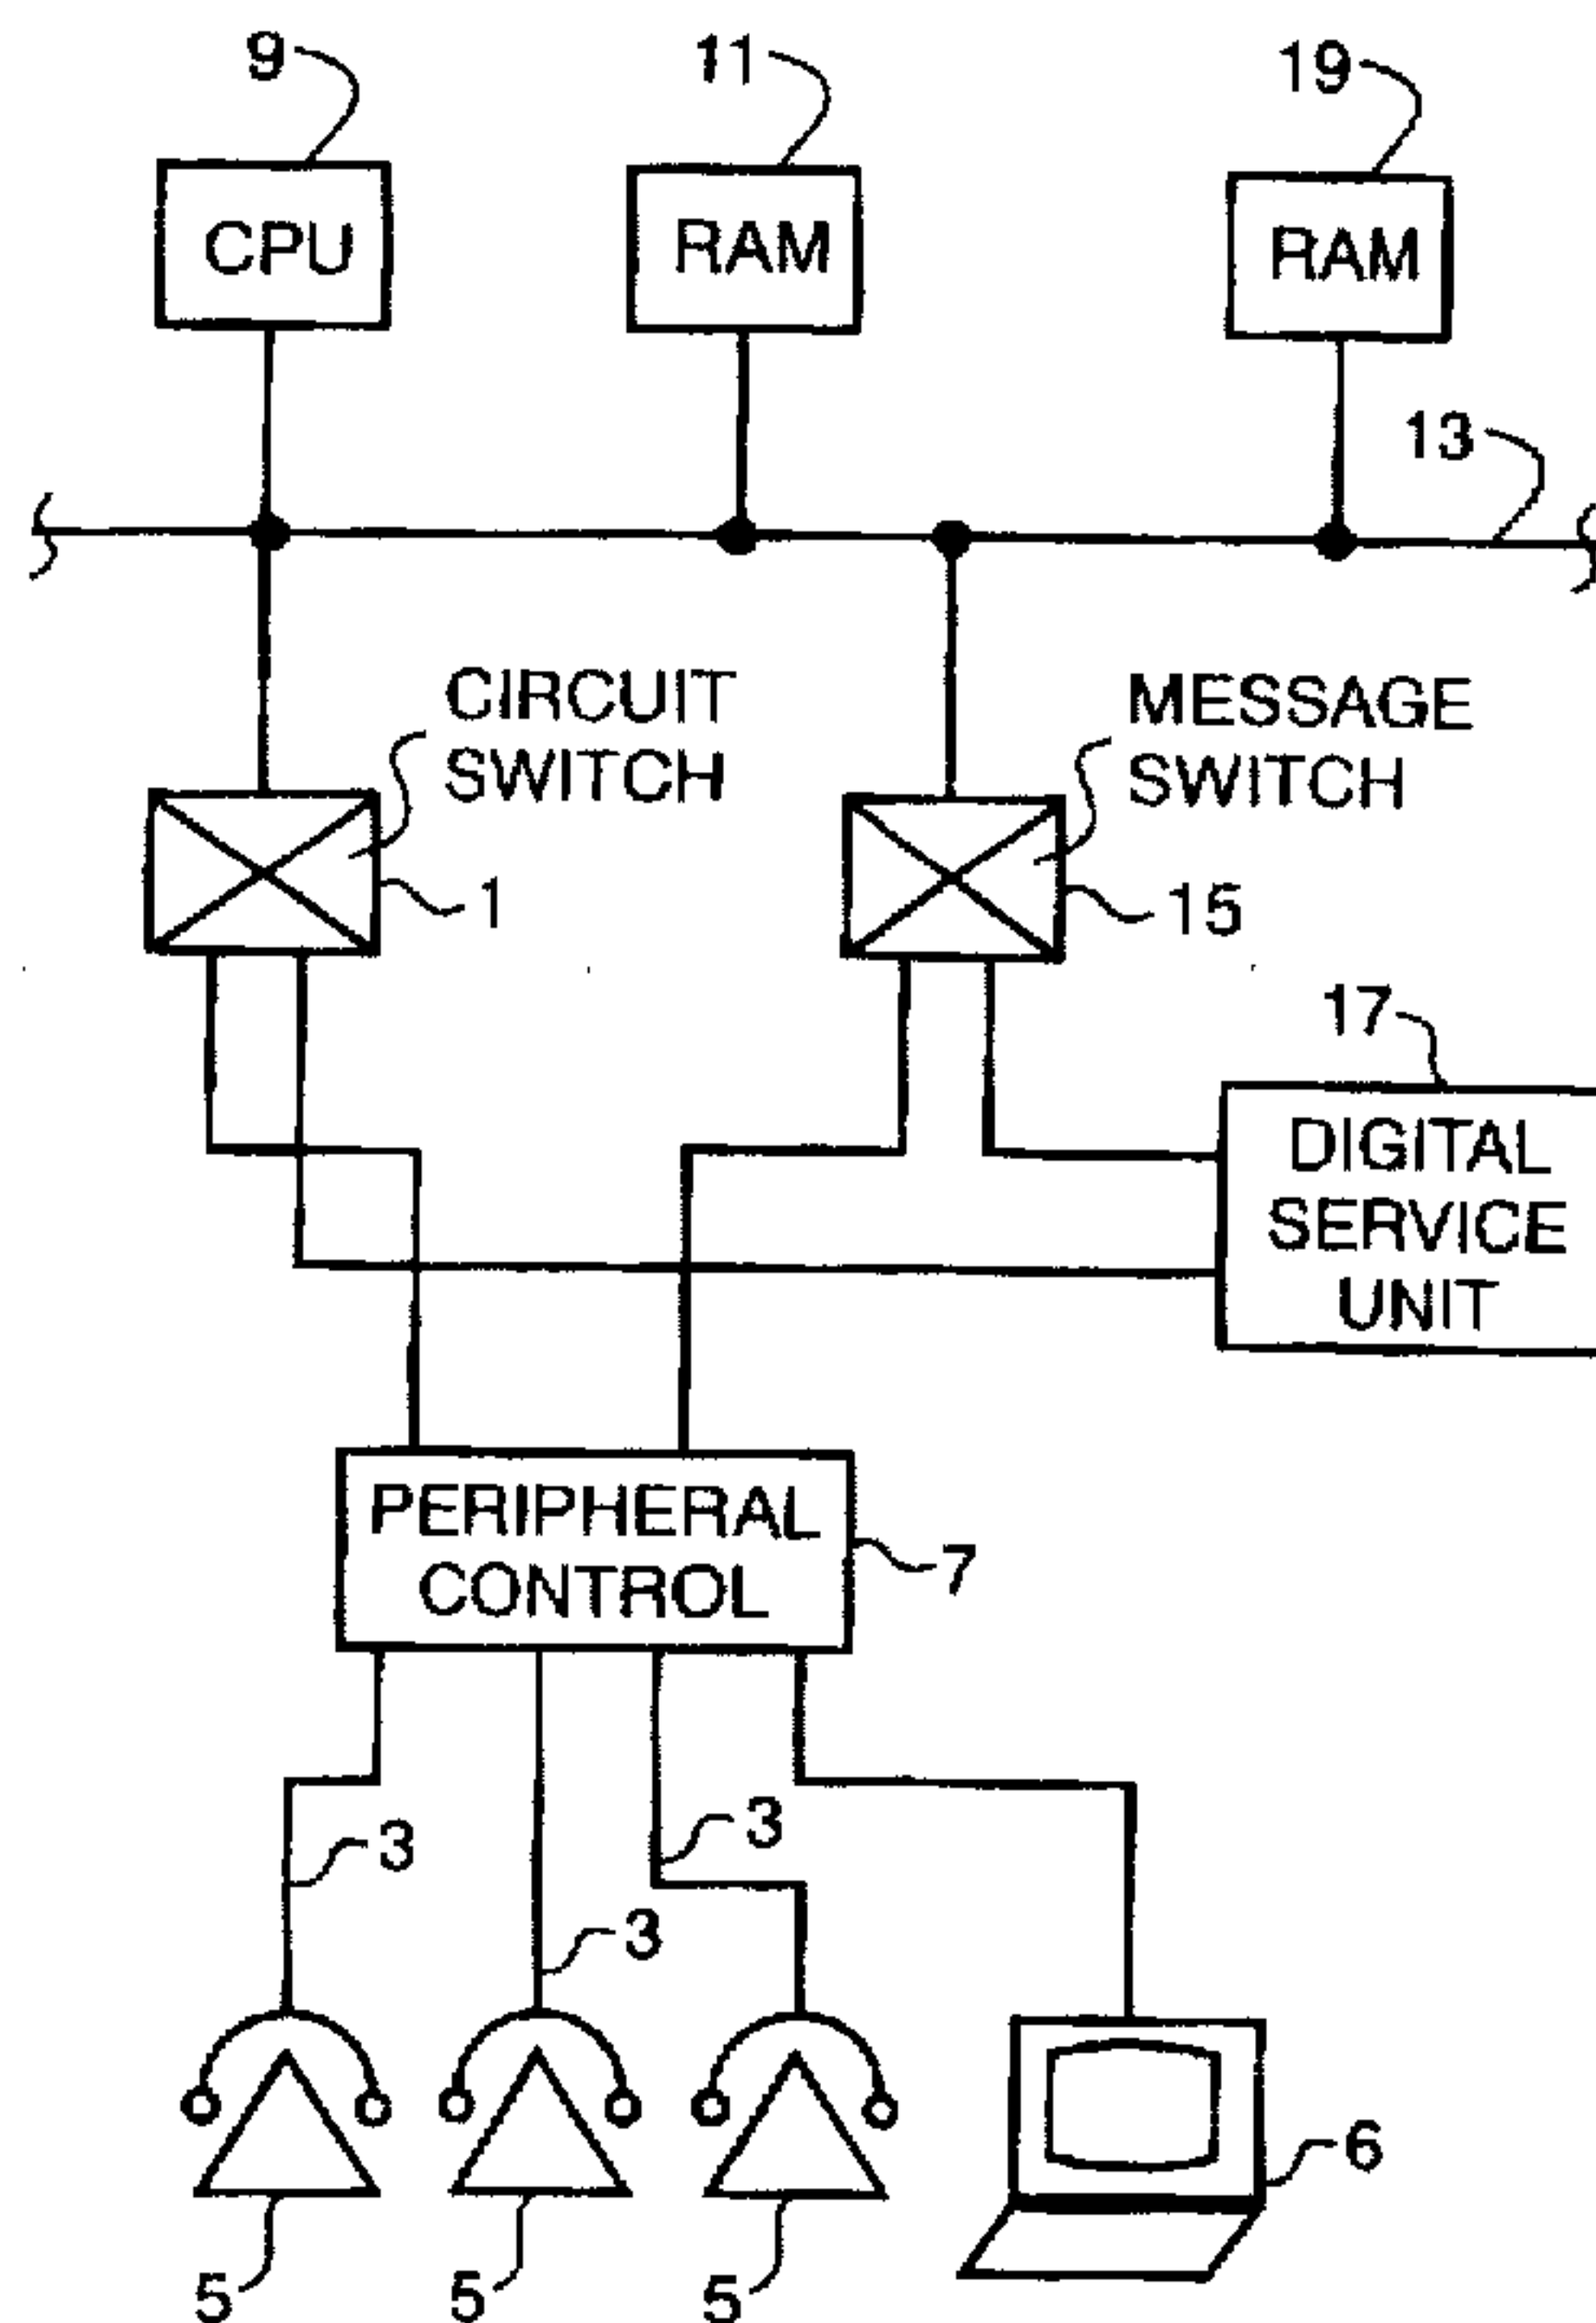 9
11
19
CPU
RAM
RAM
13
CIRCUIT
SWITCH
MESSAGE
SWITCH
1
15
17
DIGITAL
SERVICE
UNIT
PERIPHERAL
CONTROL
7
3
3
3
6
5
5
5